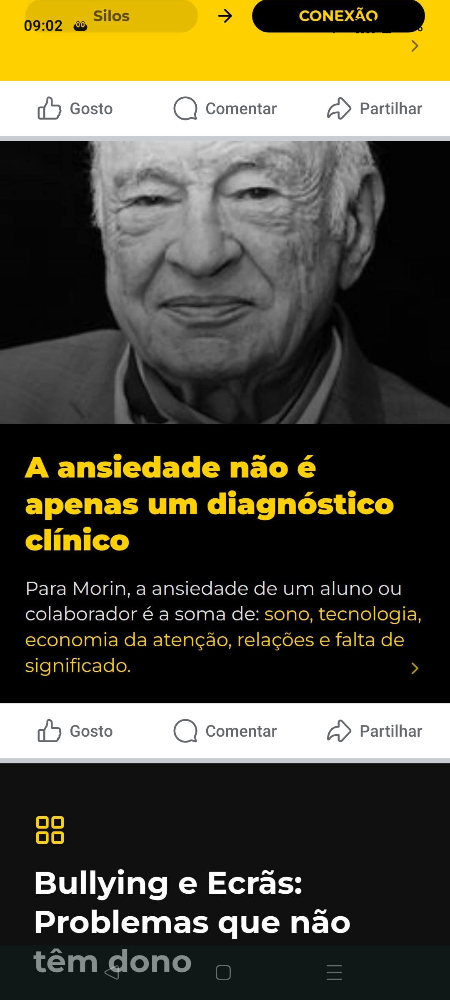 Silos
CONEXÃO
09:02
Gosto
Comentar
Partilhar
A ansiedade não é
apenas um diagnóstico
clínico
Para Morin, a ansiedade de um aluno ou
colaborador é a soma de: sono, tecnologia,
economia da atenção, relações e falta de
significado.
Gosto
Comentar
Partilhar
Bullying e Ecrãs:
Problemas que não
têm dono